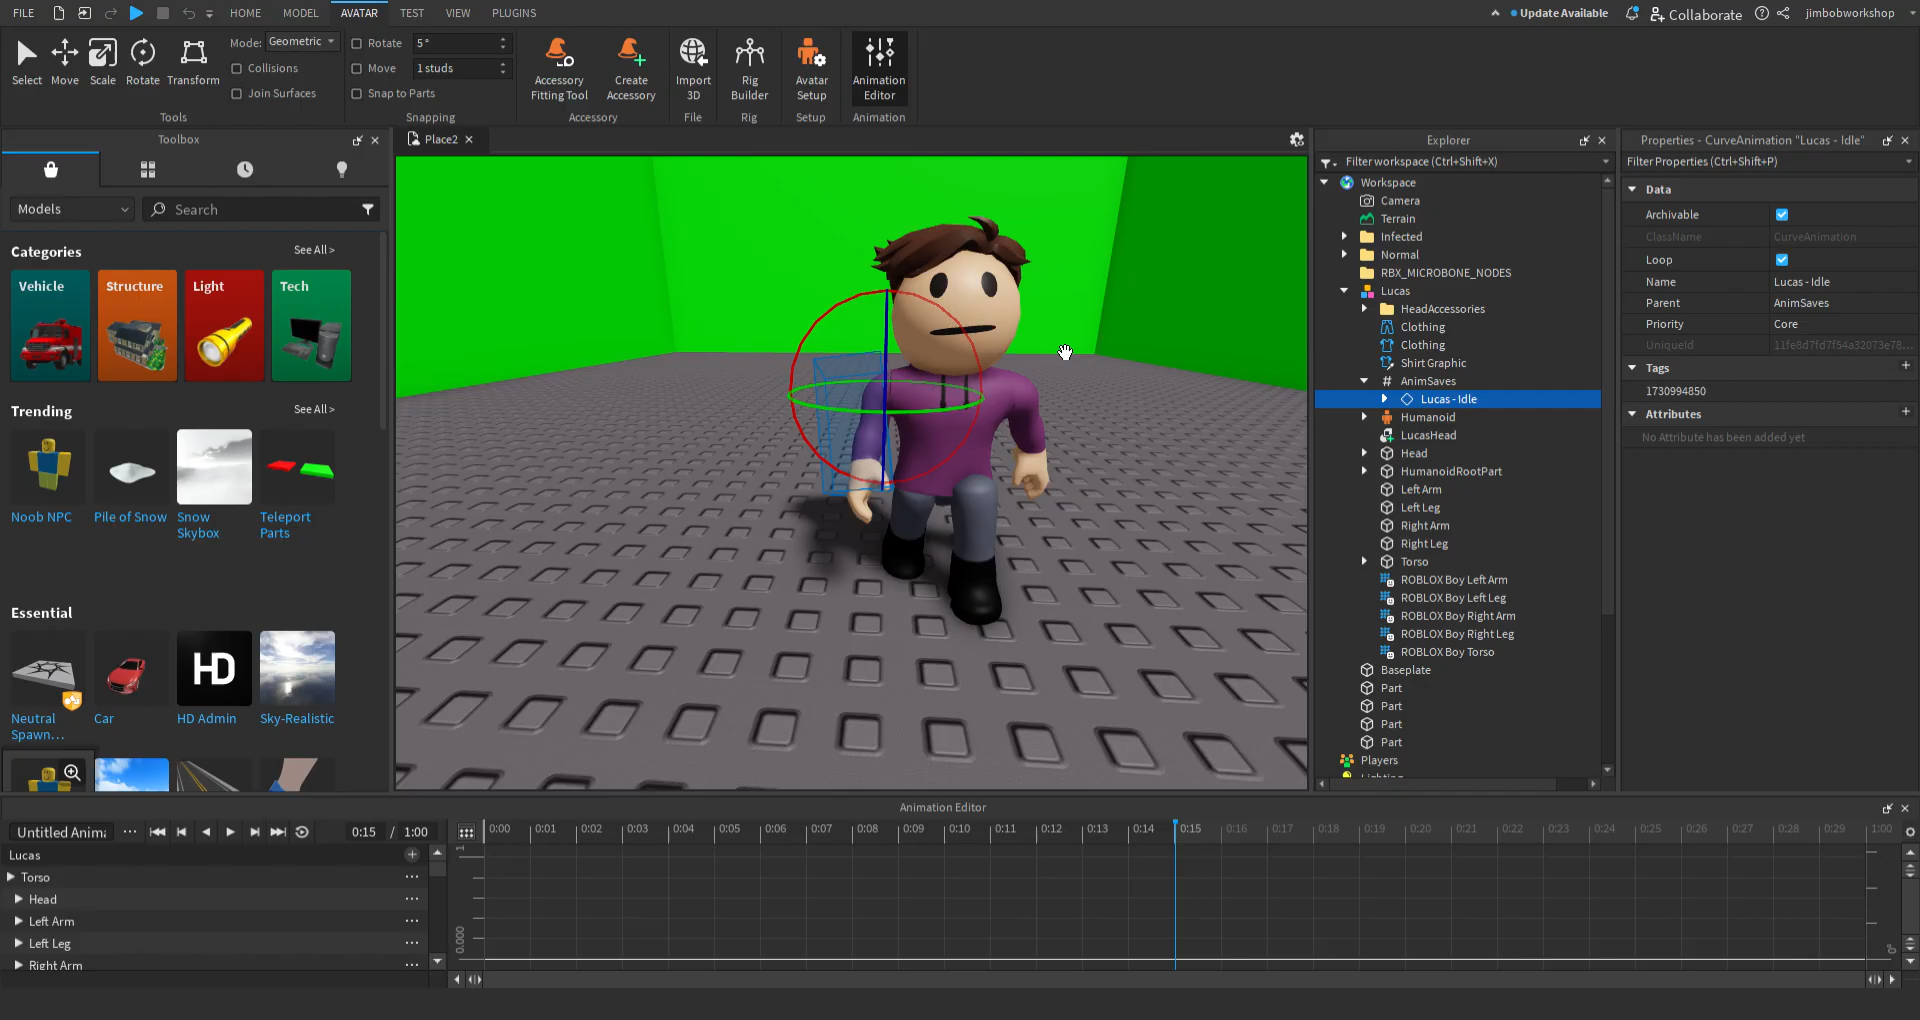 FILE HOME MODEL AVATAR TEST VIEW PLUGINS Update Available Collaborate jimbobworkshop
Select Move Scale Rotate Transform
Mode: Geometric
Collisions
Join Surfaces
Tools
Rotate 5°
Move 1 studs
Snap to Parts
Snapping
Accessory Fitting Tool
Create Accessory
Accessory
Import 3D
File
Rig Builder
Rig
Avatar Setup
Setup
Animation Editor
Animation
Toolbox
Models
Search
Categories See All >
Vehicle Structure Light Tech
Trending See All >
Noob NPC Pile of Snow Snow Skybox Teleport Parts
Essential
HD
Neutral Spawn... Car HD Admin Sky-Realistic
Place2
Explorer
Filter workspace (Ctrl+Shift+X)
Workspace
Camera
Terrain
Infected
Normal
RBX_MICROBONE_NODES
Lucas
HeadAccessories
Clothing
Clothing
Shirt Graphic
AnimSaves
Lucas - Idle
Humanoid
LucasHead
Head
HumanoidRootPart
Left Arm
Left Leg
Right Arm
Right Leg
Torso
ROBLOX Boy Left Arm
ROBLOX Boy Left Leg
ROBLOX Boy Right Arm
ROBLOX Boy Right Leg
ROBLOX Boy Torso
Baseplate
Part
Part
Part
Part
Players
Lighting
Properties - CurveAnimation "Lucas - Idle"
Filter Properties (Ctrl+Shift+P)
Data
Archivable
ClassName CurveAnimation
Loop
Name Lucas - Idle
Parent AnimSaves
Priority Core
UniqueId 11fe8d7fd7f54a32073e78...
Tags
1730994850
Attributes
No Attribute has been added yet
Animation Editor
Untitled Anima ... 0:15 / 1:00
0:00 0:01 0:02 0:03 0:04 0:05 0:06 0:07 0:08 0:09 0:10 0:11 0:12 0:13 0:14 0:15 0:16 0:17 0:18 0:19 0:20 0:21 0:22 0:23 0:24 0:25 0:26 0:27 0:28 0:29 1:00
Lucas
Torso
Head
Left Arm
Left Leg
Right Arm
1
0.000
0°